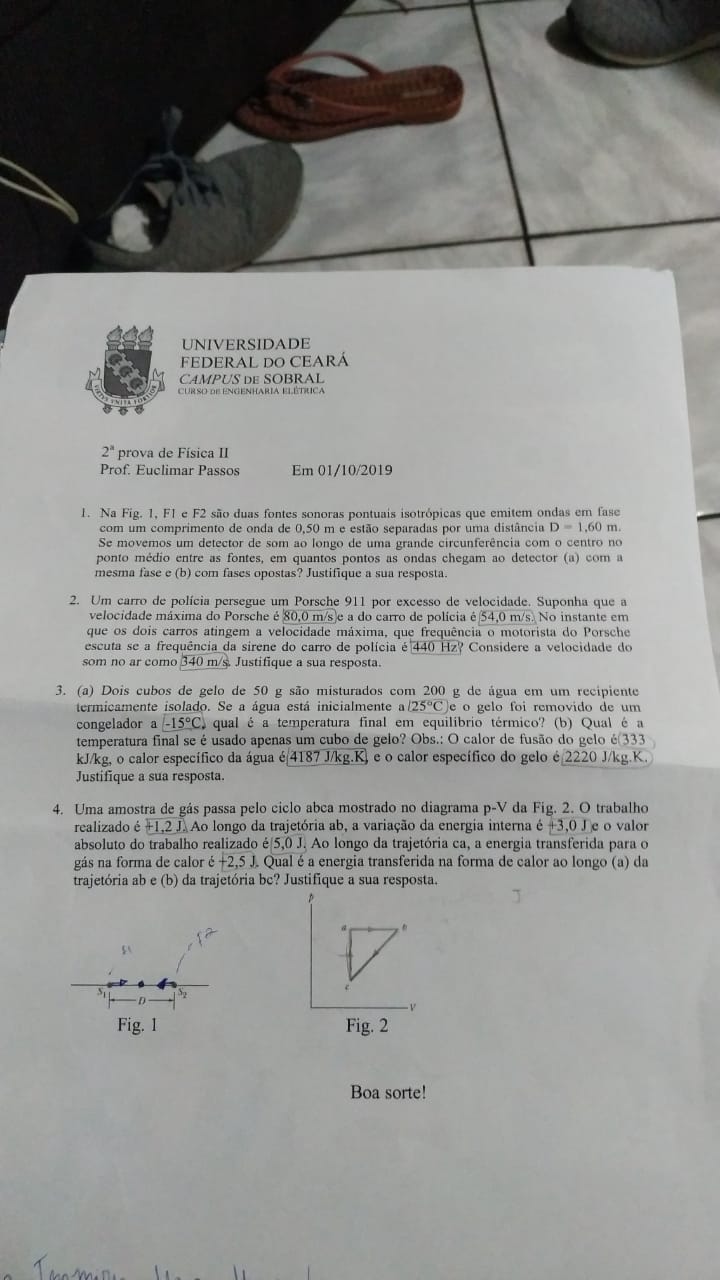 UNIVERSIDADE
FEDERAL DO CEARÁ
CAMPUS DE SOBRAL
CURSO DE ENGENHARIA ELÉTRICA
VIRTUS UNITA FORTIOR
2ª prova de Física II
Prof. Euclimar Passos Em 01/10/2019
1. Na Fig. 1, F1 e F2 são duas fontes sonoras pontuais isotrópicas que emitem ondas em fase
com um comprimento de onda de 0,50 m e estão separadas por uma distância D = 1,60 m.
Se movemos um detector de som ao longo de uma grande circunferência com o centro no
ponto médio entre as fontes, em quantos pontos as ondas chegam ao detector (a) com a
mesma fase e (b) com fases opostas? Justifique a sua resposta.
2. Um carro de polícia persegue um Porsche 911 por excesso de velocidade. Suponha que a
velocidade máxima do Porsche é 80,0 m/s e a do carro de polícia é 54,0 m/s. No instante em
que os dois carros atingem a velocidade máxima, que frequência o motorista do Porsche
escuta se a frequência da sirene do carro de polícia é 440 Hz? Considere a velocidade do
som no ar como 340 m/s. Justifique a sua resposta.
3. (a) Dois cubos de gelo de 50 g são misturados com 200 g de água em um recipiente
termicamente isolado. Se a água está inicialmente a 25°C e o gelo foi removido de um
congelador a -15°C, qual é a temperatura final em equilíbrio térmico? (b) Qual é a
temperatura final se é usado apenas um cubo de gelo? Obs.: O calor de fusão do gelo é 333
kJ/kg, o calor específico da água é 4187 J/kg.K, e o calor específico do gelo é 2220 J/kg.K.
Justifique a sua resposta.
4. Uma amostra de gás passa pelo ciclo abca mostrado no diagrama p-V da Fig. 2. O trabalho
realizado é +1,2 J. Ao longo da trajetória ab, a variação da energia interna é +3,0 J e o valor
absoluto do trabalho realizado é 5,0 J. Ao longo da trajetória ca, a energia transferida para o
gás na forma de calor é +2,5 J. Qual é a energia transferida na forma de calor ao longo (a) da
trajetória ab e (b) da trajetória bc? Justifique a sua resposta.
S1 D S2
Fig. 1
p
a b
c
V
Fig. 2
Boa sorte!